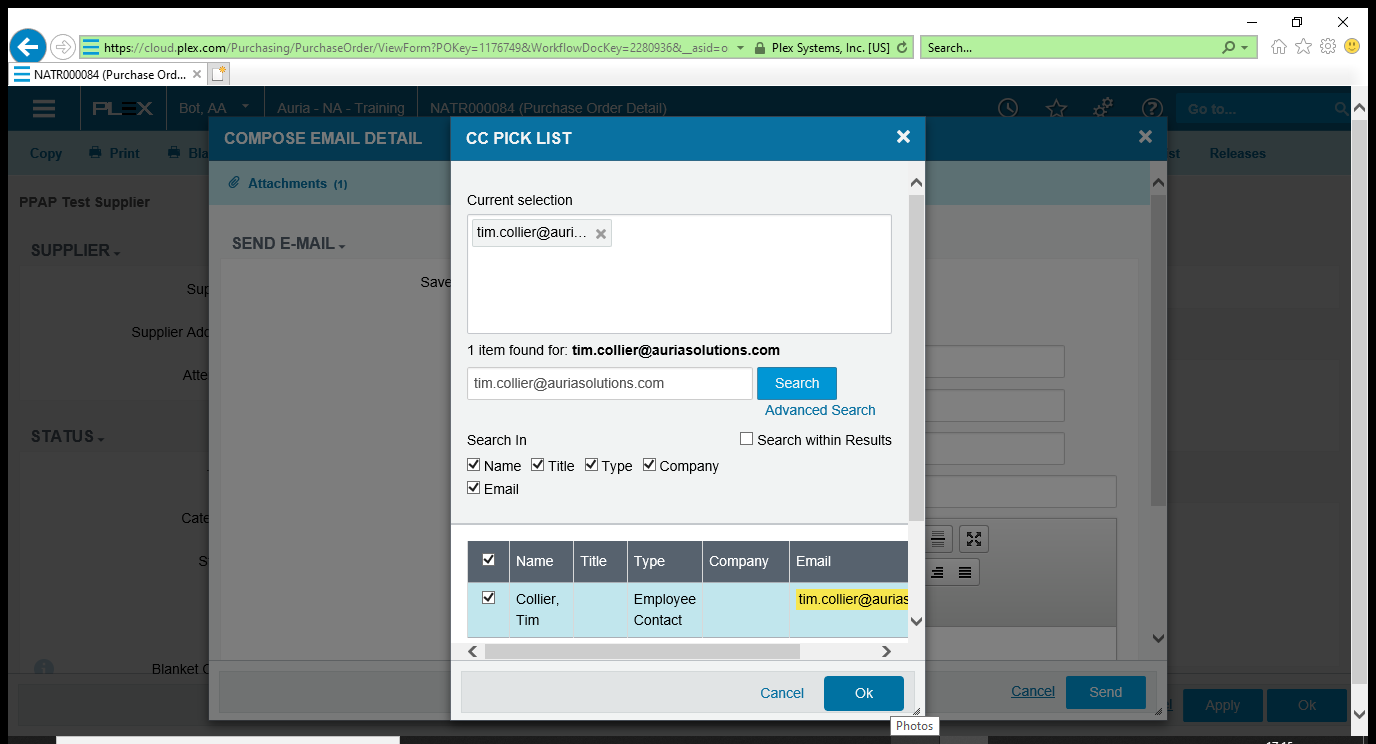 https://cloud.plex.com/Purchasing/PurchaseOrder/ViewForm?POKey=1176749&WorkflowDocKey=2280936&__asid=o
Plex Systems, Inc. [US]
Search...
NATR000084 (Purchase Ord...
PLEX
Bot, AA
Auria - NA - Training
NATR000084 (Purchase Order Detail)
Go to...
Copy
Print
Bla
st
Releases
COMPOSE EMAIL DETAIL
CC PICK LIST
Attachments (1)
PPAP Test Supplier
SUPPLIER
SEND E-MAIL
Save
Sup
Supplier Add
Atte
STATUS
Cate
S
Blanket O
Current selection
tim.collier@auri...
1 item found for: tim.collier@auriasolutions.com
tim.collier@auriasolutions.com
Search
Advanced Search
Search In
Search within Results
Name Title Type Company
Email
Name Title Type Company Email
Collier, Tim Employee Contact tim.collier@aurias
Cancel
Ok
Cancel
Send
Apply
Ok
Photos